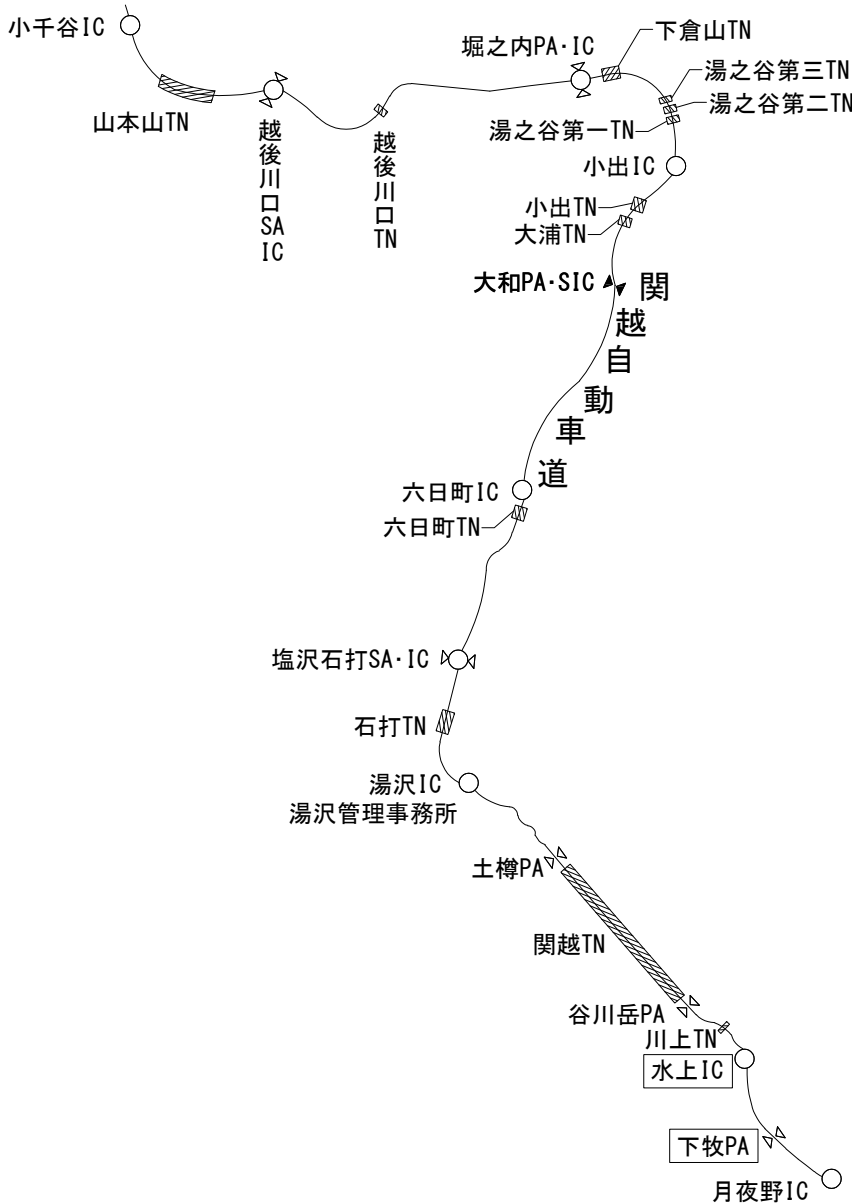 小千谷IC
山本山TN
越後川口SAIC
越後川口TN
堀之内PA・IC
下倉山TN
湯之谷第三TN
湯之谷第二TN
湯之谷第一TN
小出IC
小出TN
大浦TN
大和PA・SIC
関越自動車道
六日町IC
六日町TN
塩沢石打SA・IC
石打TN
湯沢IC
湯沢管理事務所
土樽PA
関越TN
谷川岳PA
川上TN
水上IC
下牧PA
月夜野IC